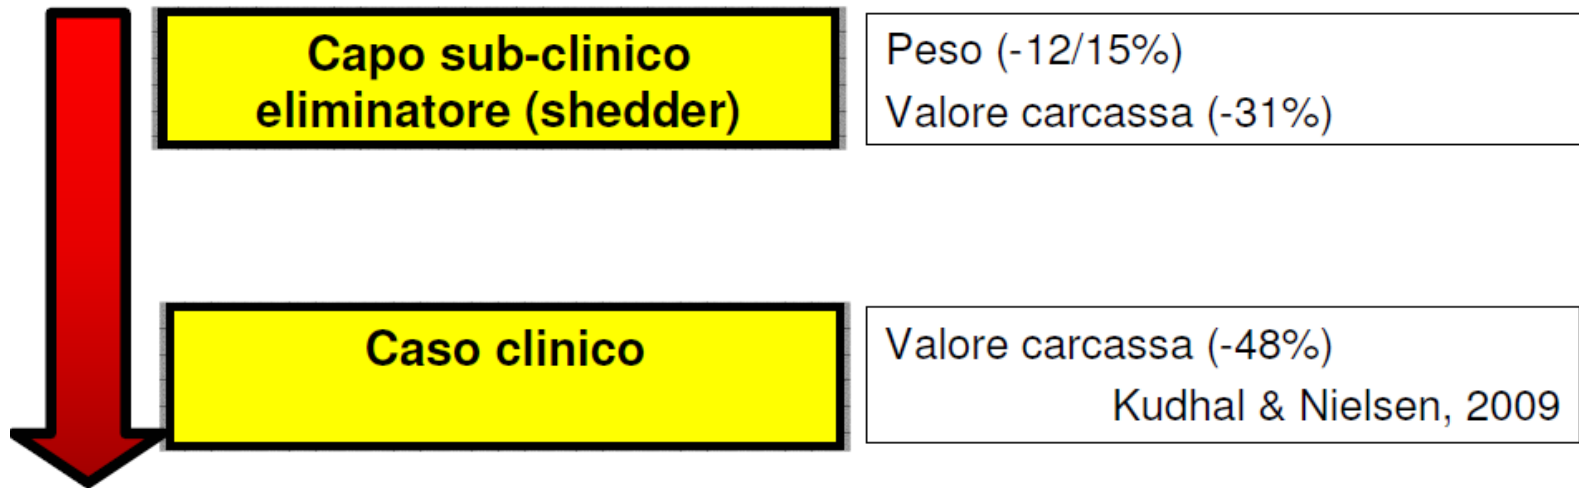 Capo sub-clinico
eliminatore (shedder)
Peso (-12/15%)
Valore carcassa (-31%)
Caso clinico
Valore carcassa (-48%)
Kudhal & Nielsen, 2009